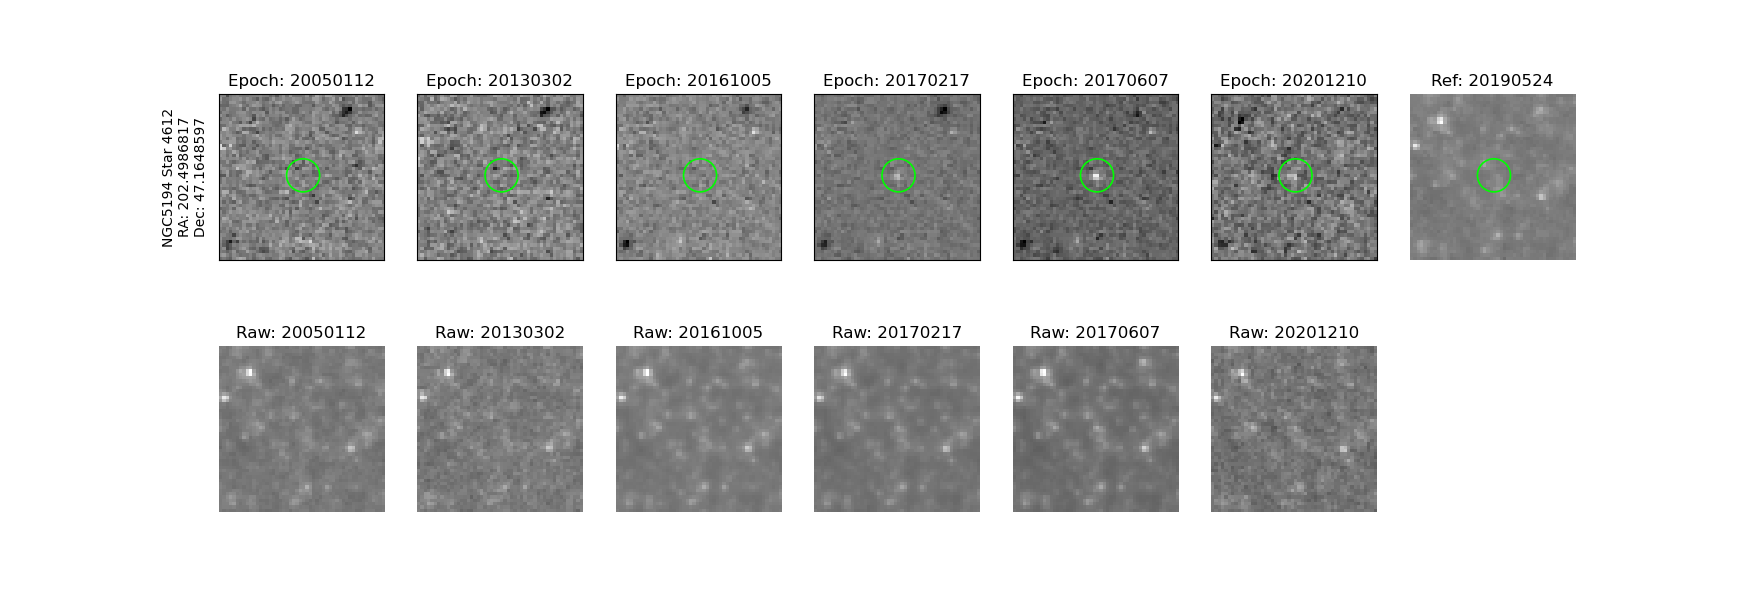 Epoch: 20050112
Epoch: 20130302
Epoch: 20161005
Epoch: 20170217
Epoch: 20170607
Epoch: 20201210
Ref: 20190524
NGC5194 Star 4612
RA: 202.4986817
Dec: 47.1648597
Raw: 20050112
Raw: 20130302
Raw: 20161005
Raw: 20170217
Raw: 20170607
Raw: 20201210